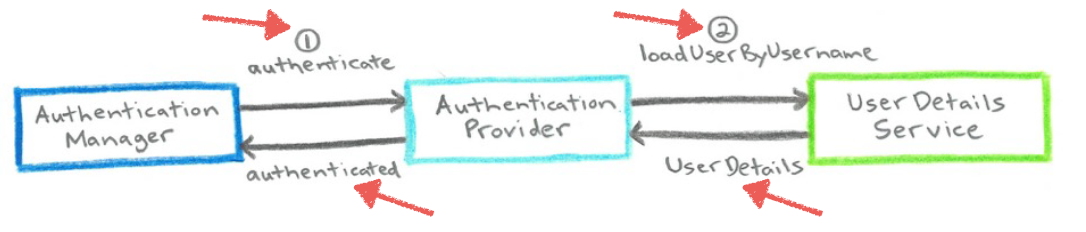 ①
authenticate
②
loadUserByUsername
Authentication
Manager
Authentication
Provider
User Details
Service
authenticated
UserDetails